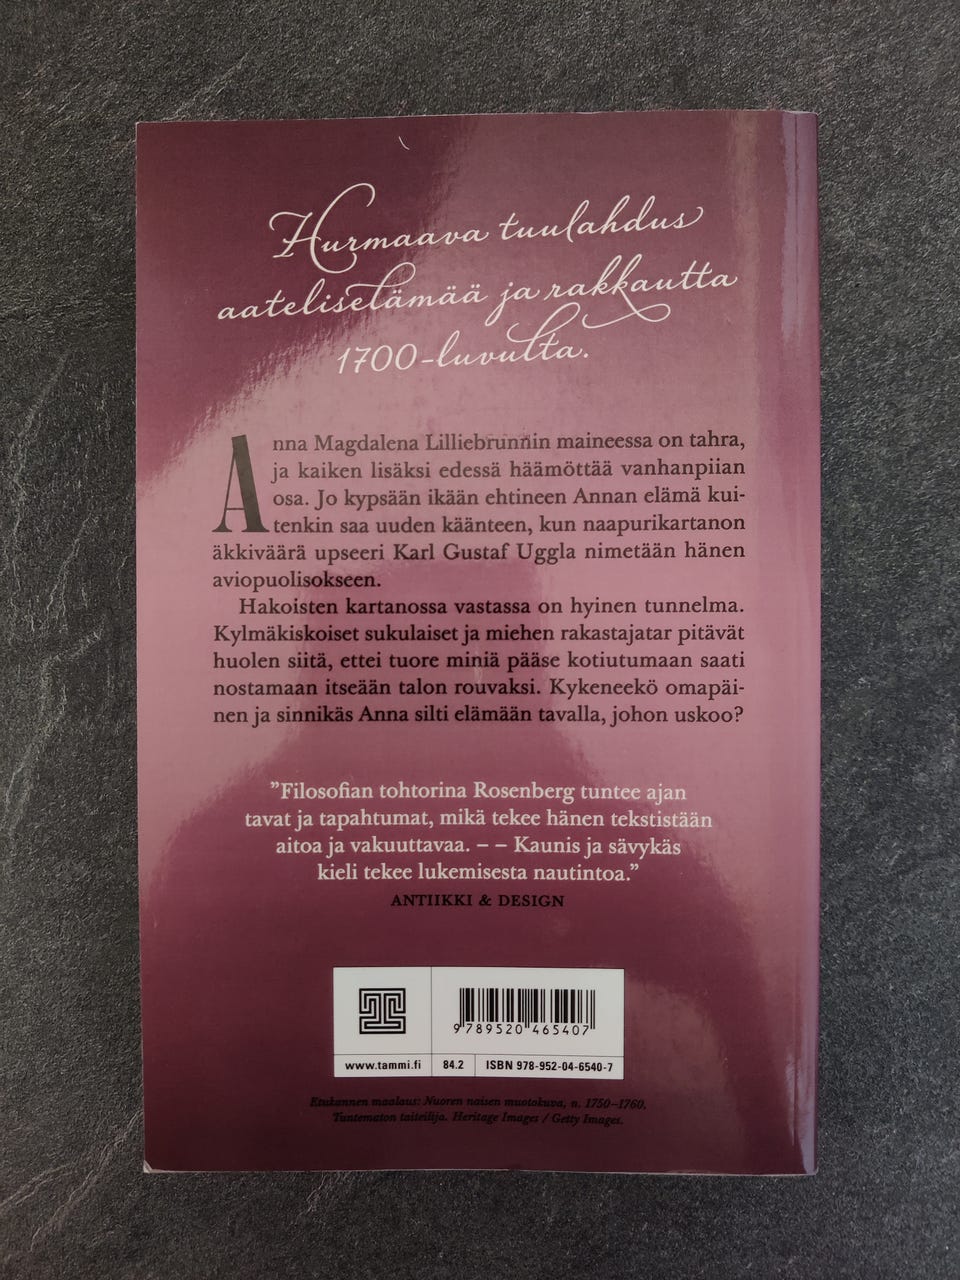 Hurmaava tuulahdus
aateliselämää ja rakkautta
1700-luvulta.
Anna Magdalena Lilliebrunnin maineessa on tahra,
ja kaiken lisäksi edessä häämöttää vanhanpiian
osa. Jo kypsään ikään ehtineen Annan elämä kui-
tenkin saa uuden käänteen, kun naapurikartanon
äkkiväärä upseeri Karl Gustaf Uggla nimetään hänen
aviopuolisokseen.
Hakoisten kartanossa vastassa on hyinen tunnelma.
Kylmäkiskoiset sukulaiset ja miehen rakastajatar pitävät
huolen siitä, ettei tuore miniä pääse kotiutumaan saati
nostamaan itseään talon rouvaksi. Kykeneekö omapäi-
nen ja sinnikäs Anna silti elämään tavalla, johon uskoo?
”Filosofian tohtorina Rosenberg tuntee ajan
tavat ja tapahtumat, mikä tekee hänen tekstistään
aitoa ja vakuuttavaa. – – Kaunis ja sävykäs
kieli tekee lukemisesta nautintoa.”
ANTIIKKI & DESIGN
9 789520 465407
www.tammi.fi 84.2 ISBN 978-952-04-6540-7
Etukannen maalaus: Nuoren naisen muotokuva, n. 1750–1760.
Tuntematon taiteilija. Heritage Images / Getty Images.